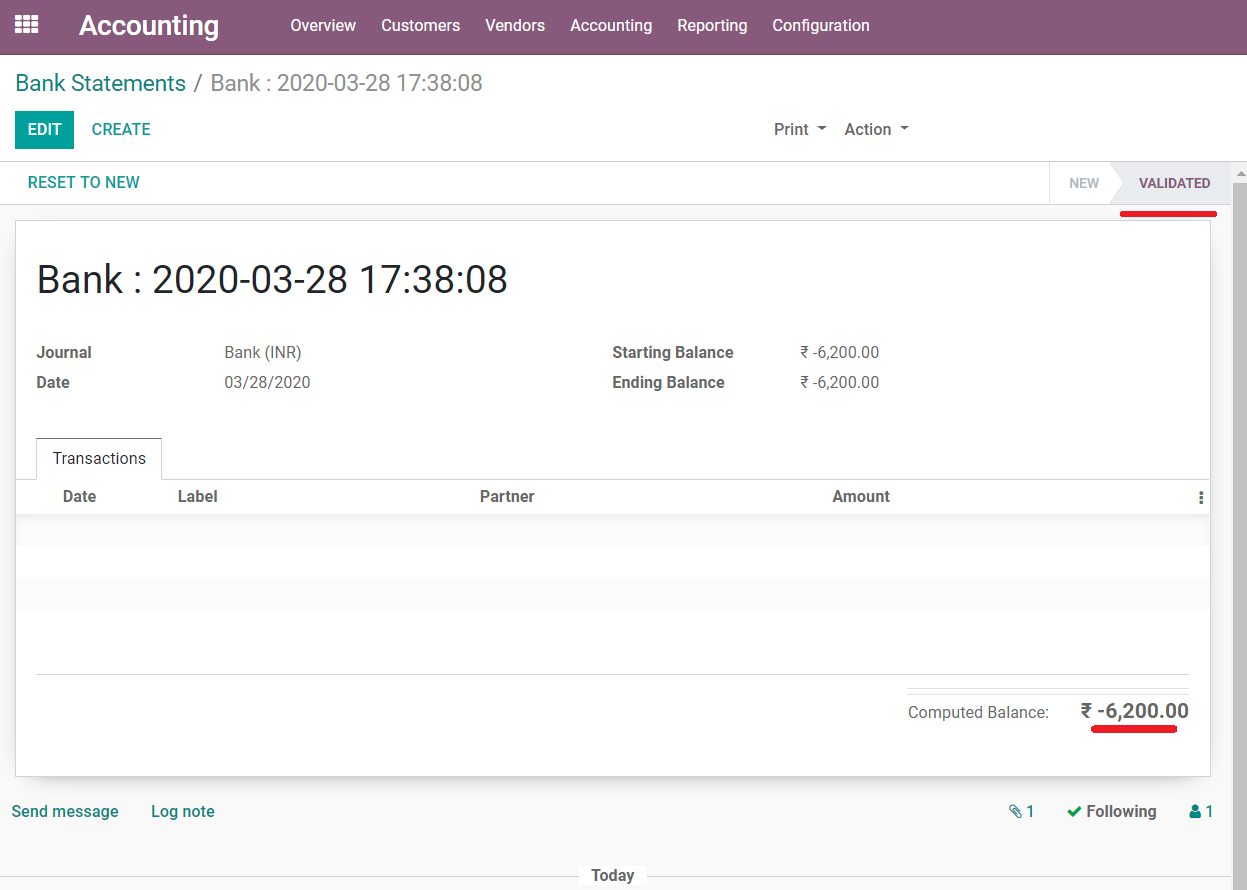 Accounting Overview Customers Vendors Accounting Reporting Configuration
Bank Statements / Bank : 2020-03-28 17:38:08
EDIT CREATE Print Action
RESET TO NEW NEW VALIDATED
Bank : 2020-03-28 17:38:08
Journal Bank (INR) Starting Balance ₹ -6,200.00
Date 03/28/2020 Ending Balance ₹ -6,200.00
Transactions
Date Label Partner Amount
Computed Balance: ₹ -6,200.00
Send message Log note 1 Following 1
Today